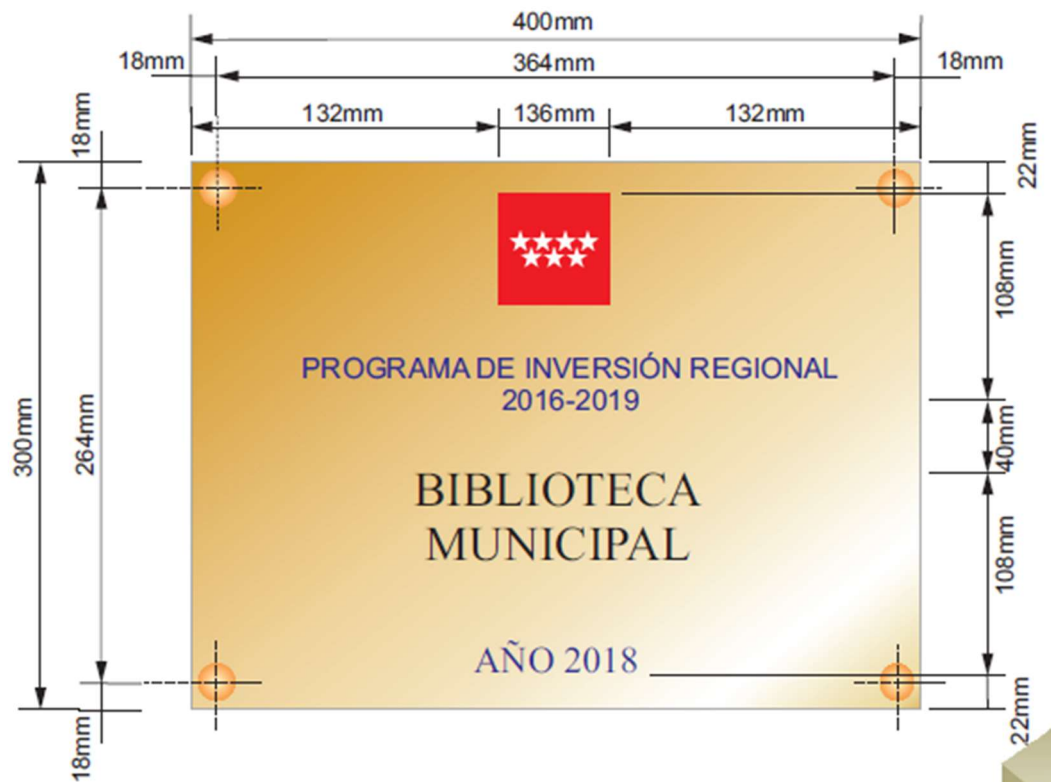 400mm
18mm
364mm
18mm
132mm
136mm
132mm
18mm
22mm
108mm
PROGRAMA DE INVERSIÓN REGIONAL
2016-2019
300mm
264mm
40mm
BIBLIOTECA
MUNICIPAL
108mm
AÑO 2018
22mm
18mm